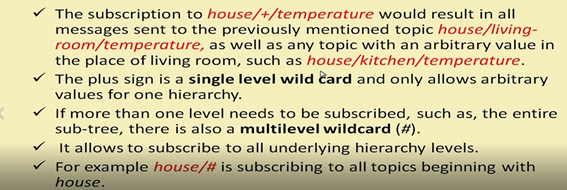 ✓ The subscription to house/+/temperature would result in all
messages sent to the previously mentioned topic house/living-
room/temperature, as well as any topic with an arbitrary value in
the place of living room, such as house/kitchen/temperature.
✓ The plus sign is a single level wild card and only allows arbitrary
values for one hierarchy.
✓ If more than one level needs to be subscribed, such as, the entire
sub-tree, there is also a multilevel wildcard (#).
✓ It allows to subscribe to all underlying hierarchy levels.
✓ For example house/# is subscribing to all topics beginning with
house.